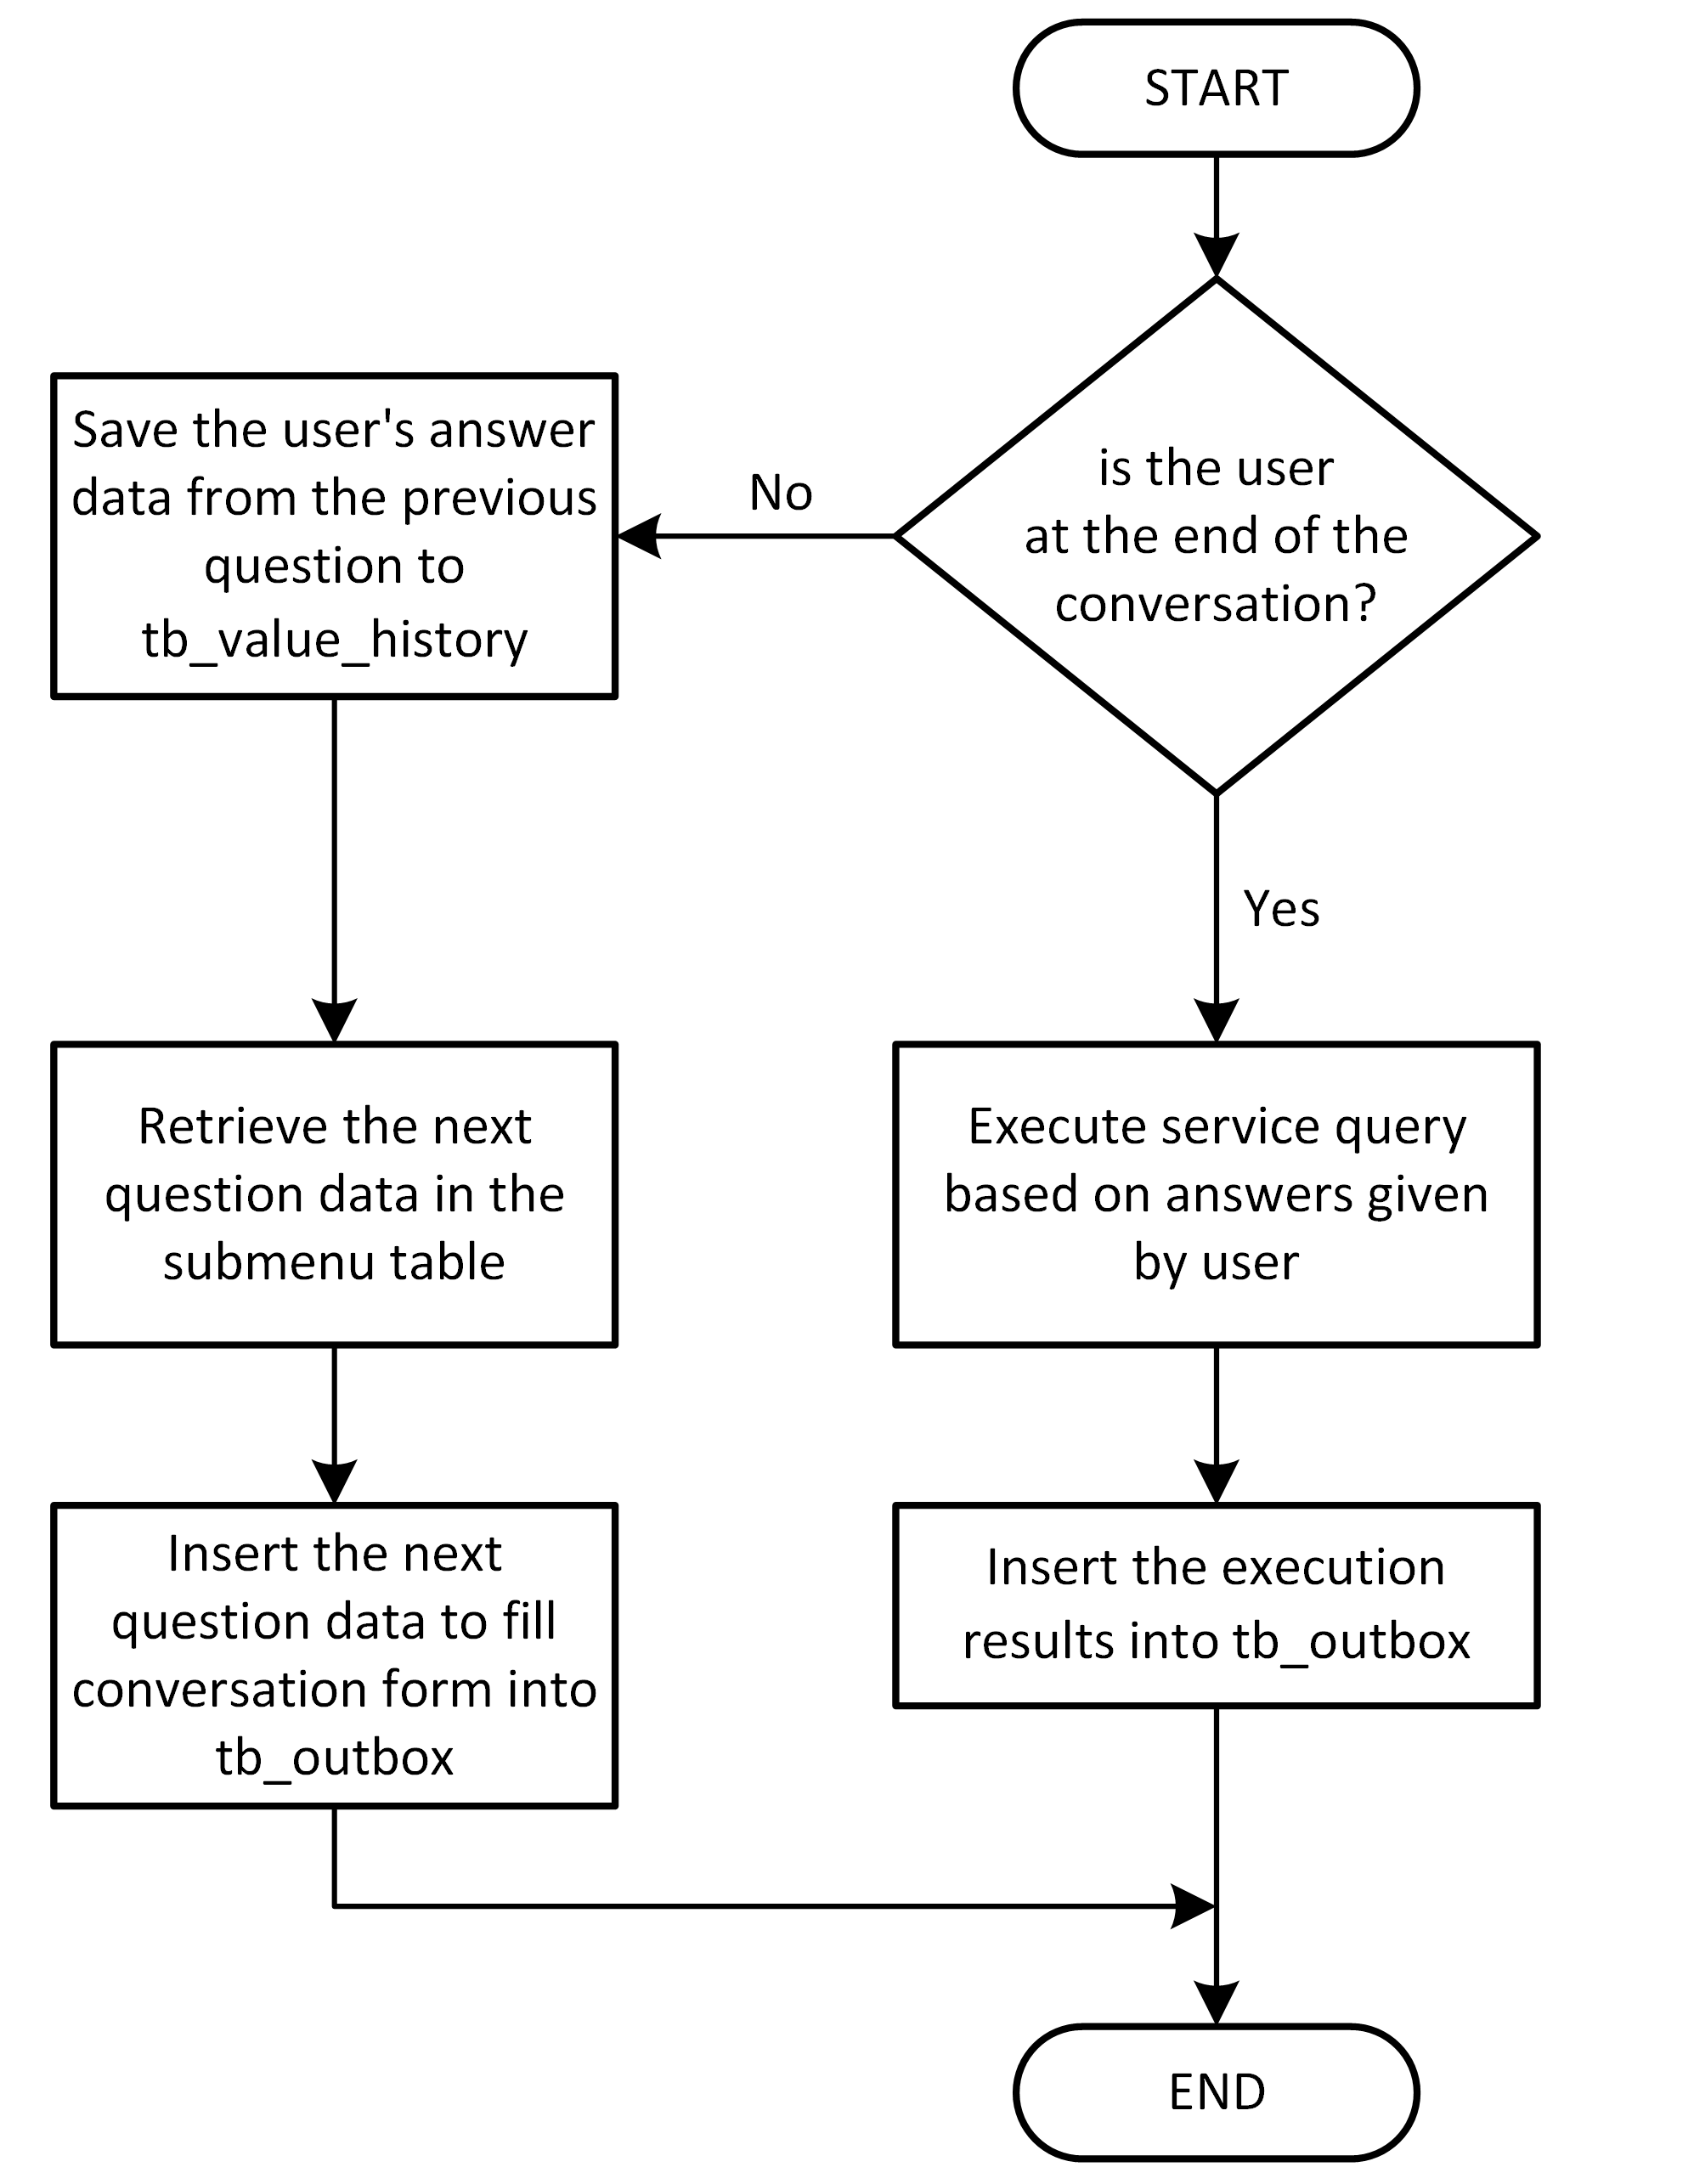 START
is the user
at the end of the
conversation?
No
Save the user's answer
data from the previous
question to
tb_value_history
Yes
Retrieve the next
question data in the
submenu table
Execute service query
based on answers given
by user
Insert the next
question data to fill
conversation form into
tb_outbox
Insert the execution
results into tb_outbox
END